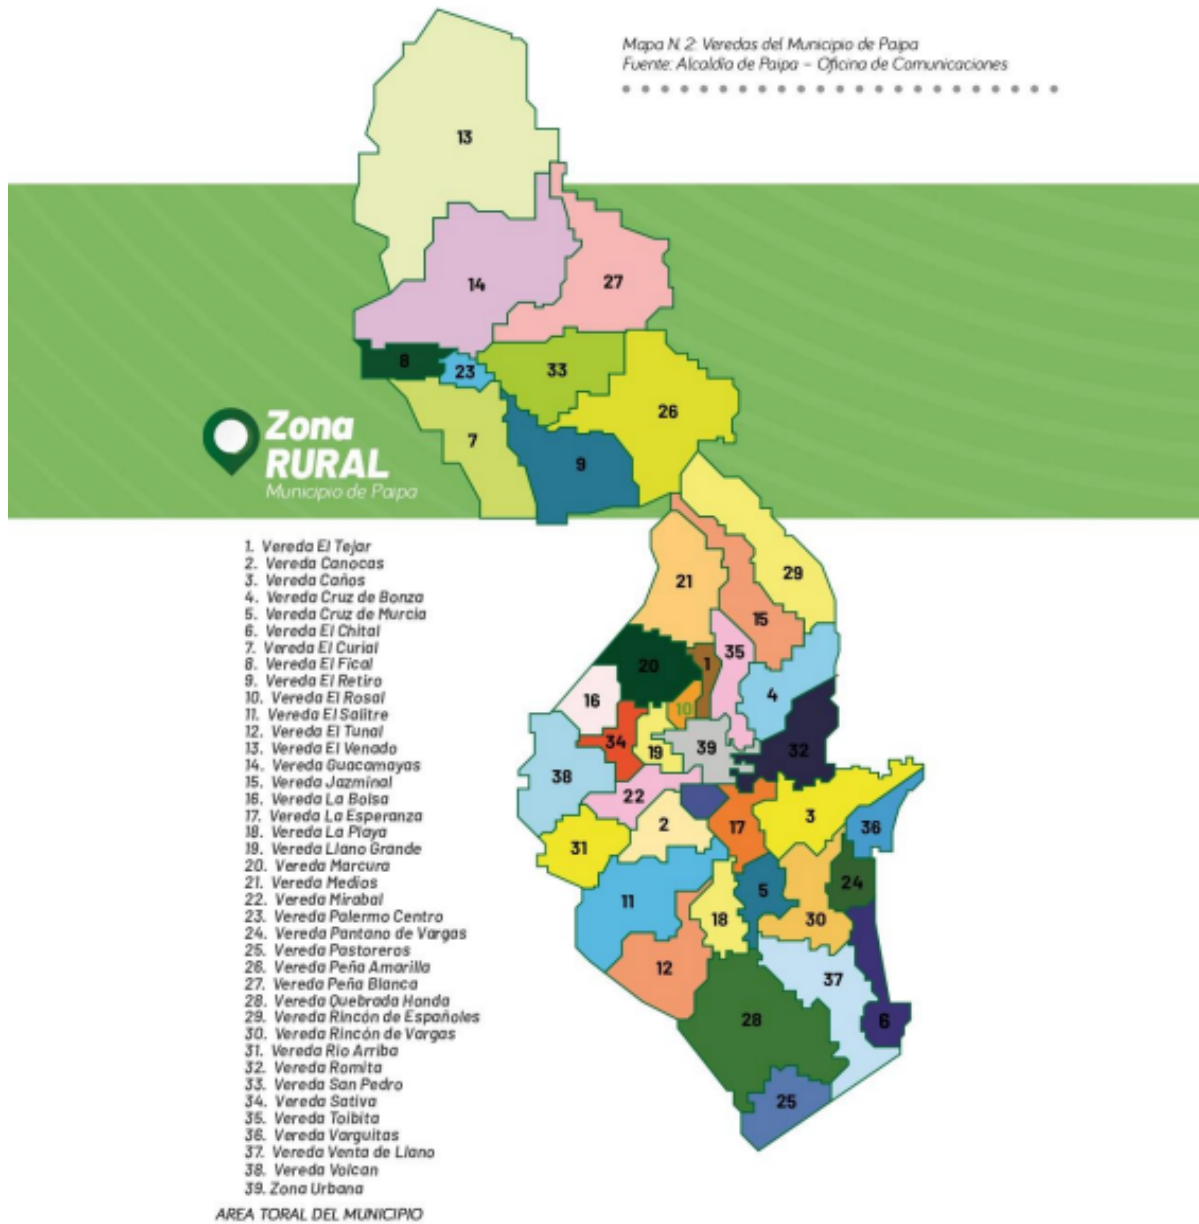 Mapa N. 2: Veredas del Municipio de Paipa
Fuente: Alcaldía de Paipa – Oficina de Comunicaciones
13
14
27
8
23
33
26
7
9
Zona
RURAL
Municipio de Paipa
1. Vereda El Tejar
2. Vereda Canocas
3. Vereda Caños
4. Vereda Cruz de Bonza
5. Vereda Cruz de Murcia
6. Vereda El Chital
7. Vereda El Curial
8. Vereda El Fical
9. Vereda El Retiro
10. Vereda El Rosal
11. Vereda El Salitre
12. Vereda El Tunal
13. Vereda El Venado
14. Vereda Guacamayas
15. Vereda Jazminal
16. Vereda La Bolsa
17. Vereda La Esperanza
18. Vereda La Playa
19. Vereda Llano Grande
20. Vereda Marcura
21. Vereda Medios
22. Vereda Mirabal
23. Vereda Palermo Centro
24. Vereda Pantano de Vargas
25. Vereda Pastoreros
26. Vereda Peña Amarilla
27. Vereda Peña Blanca
28. Vereda Quebrada Honda
29. Vereda Rincón de Españoles
30. Vereda Rincón de Vargas
31. Vereda Rio Arriba
32. Vereda Romita
33. Vereda San Pedro
34. Vereda Sativa
35. Vereda Toibita
36. Vereda Varguitas
37. Vereda Venta de Llano
38. Vereda Volcan
39. Zona Urbana
AREA TORAL DEL MUNICIPIO
29
21
15
35
1
20
4
16
10
34
19
39
32
38
22
2
17
3
36
31
24
5
11
18
30
12
37
28
6
25